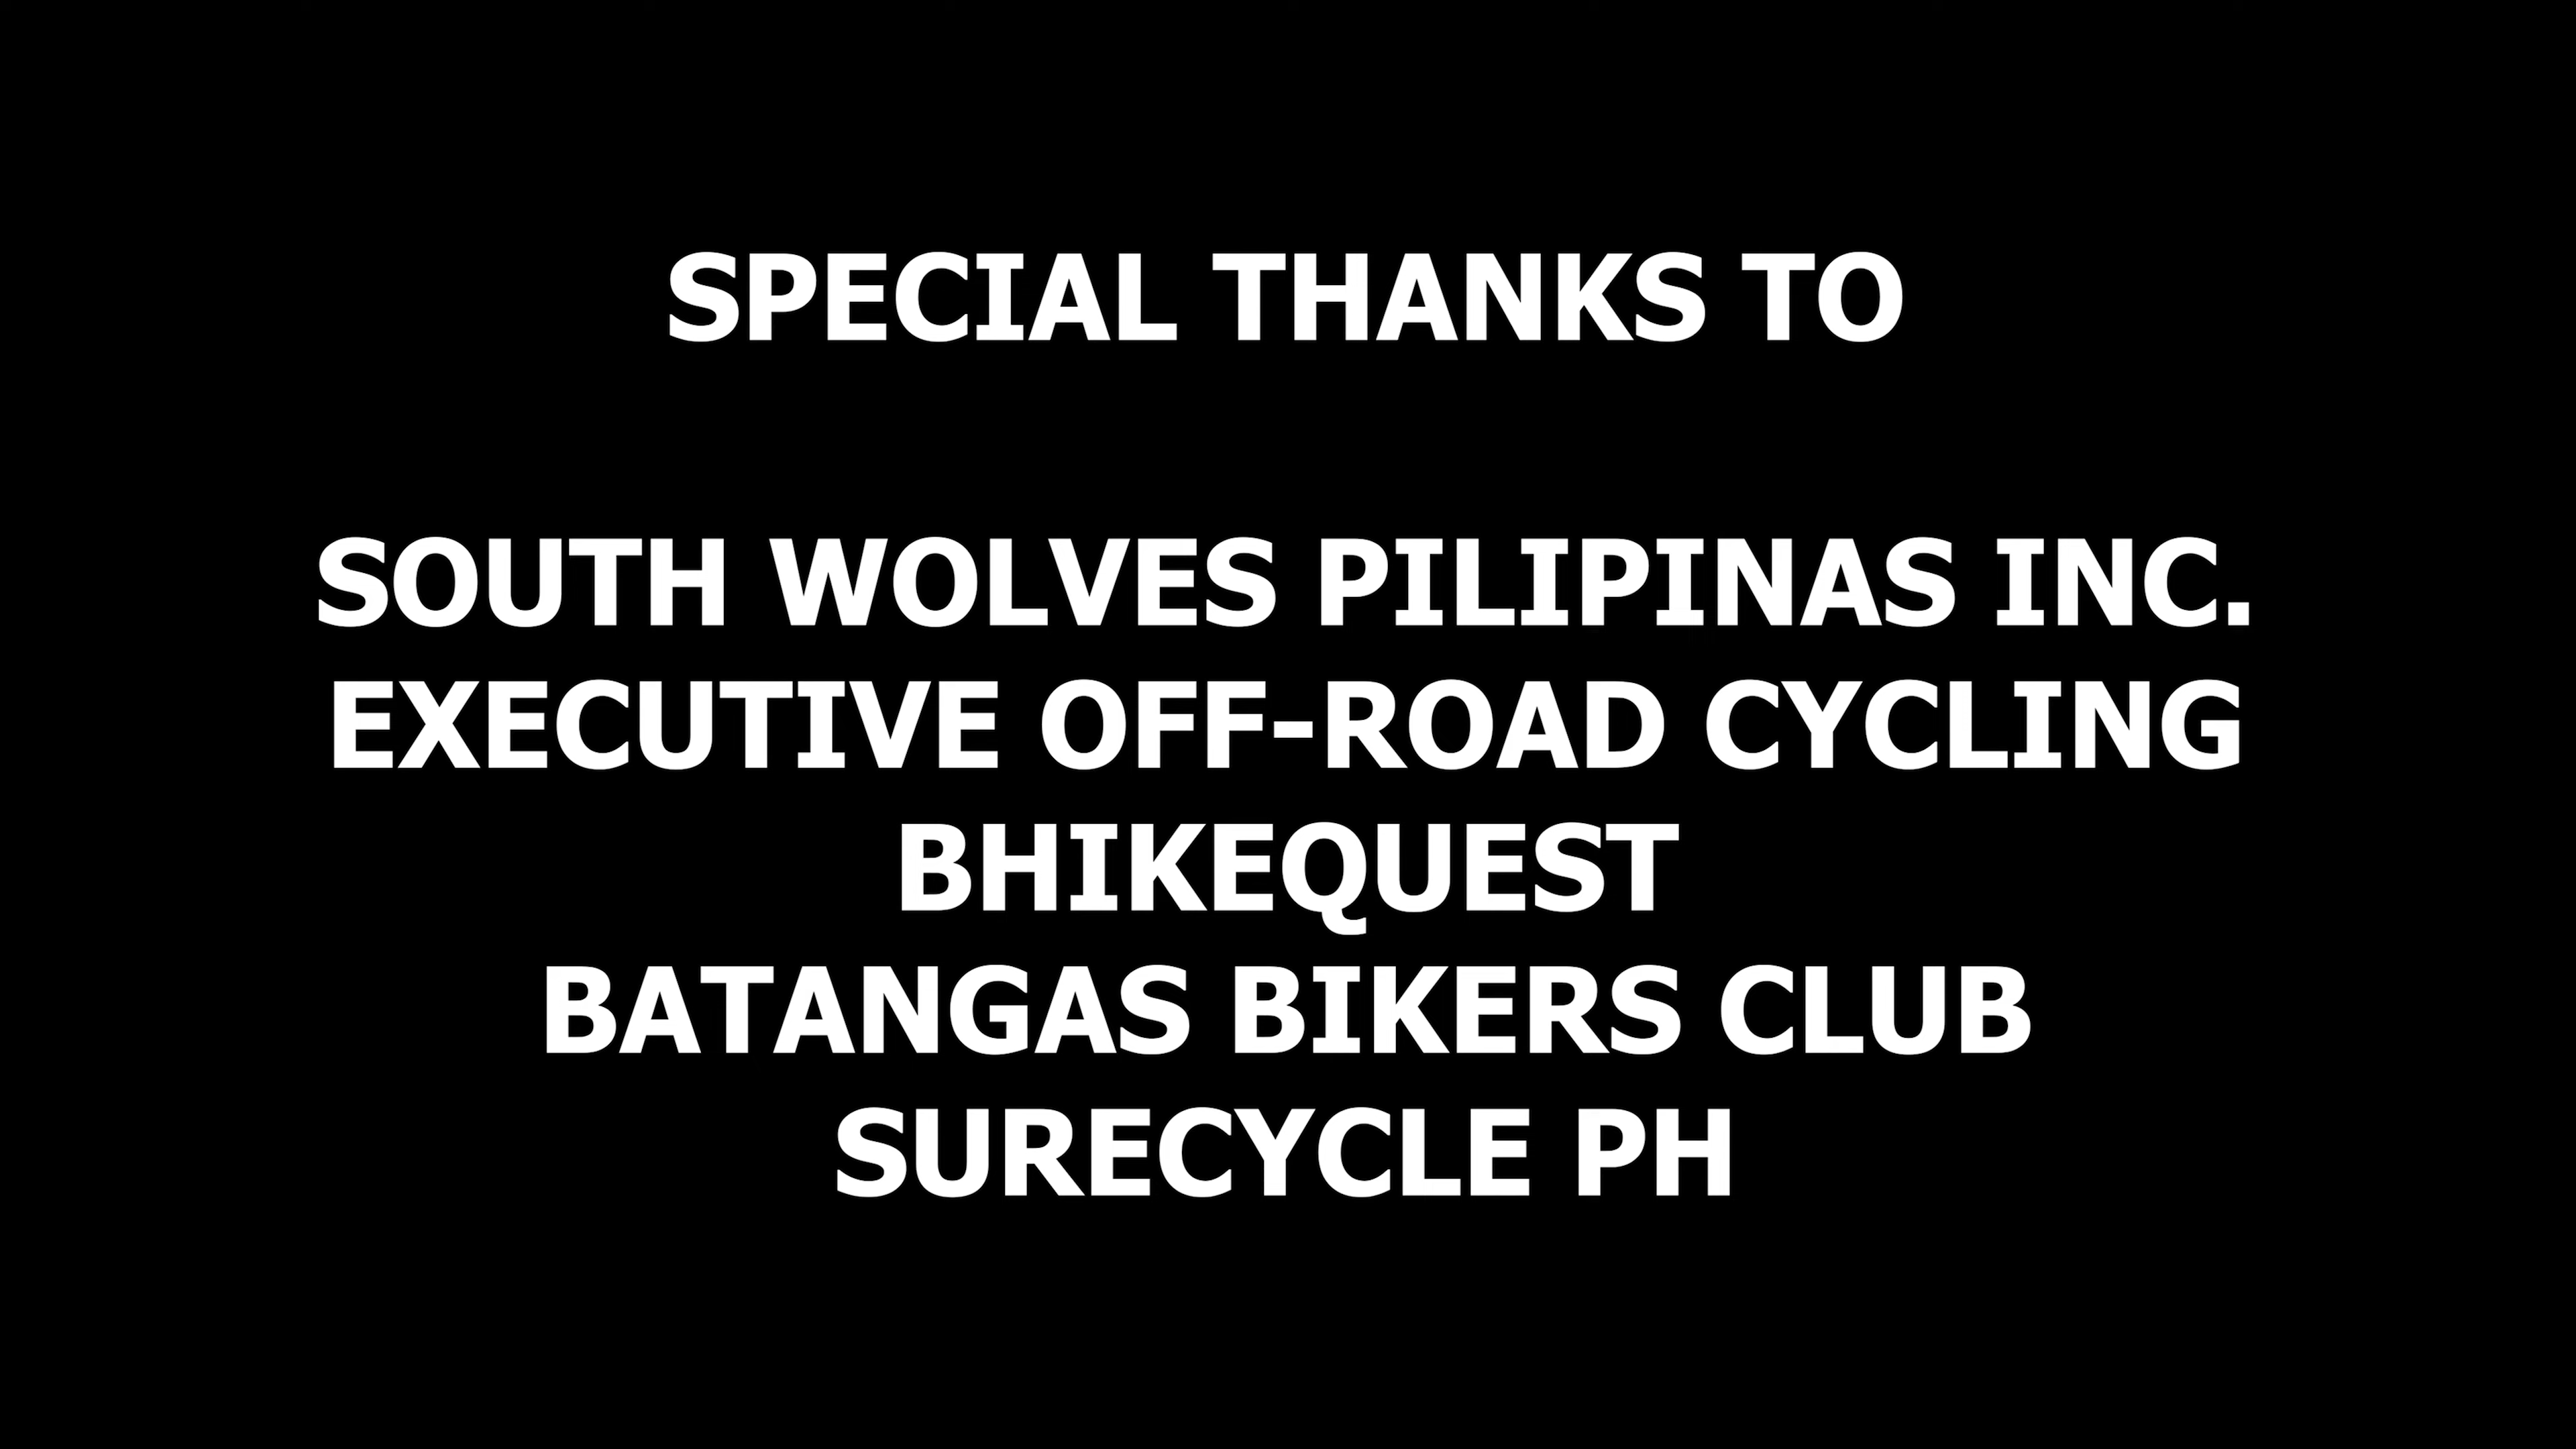 SPECIAL THANKS TO
SOUTH WOLVES PILIPINAS INC.
EXECUTIVE OFF-ROAD CYCLING
BHIKEQUEST
BATANGAS BIKERS CLUB
SURECYCLE PH